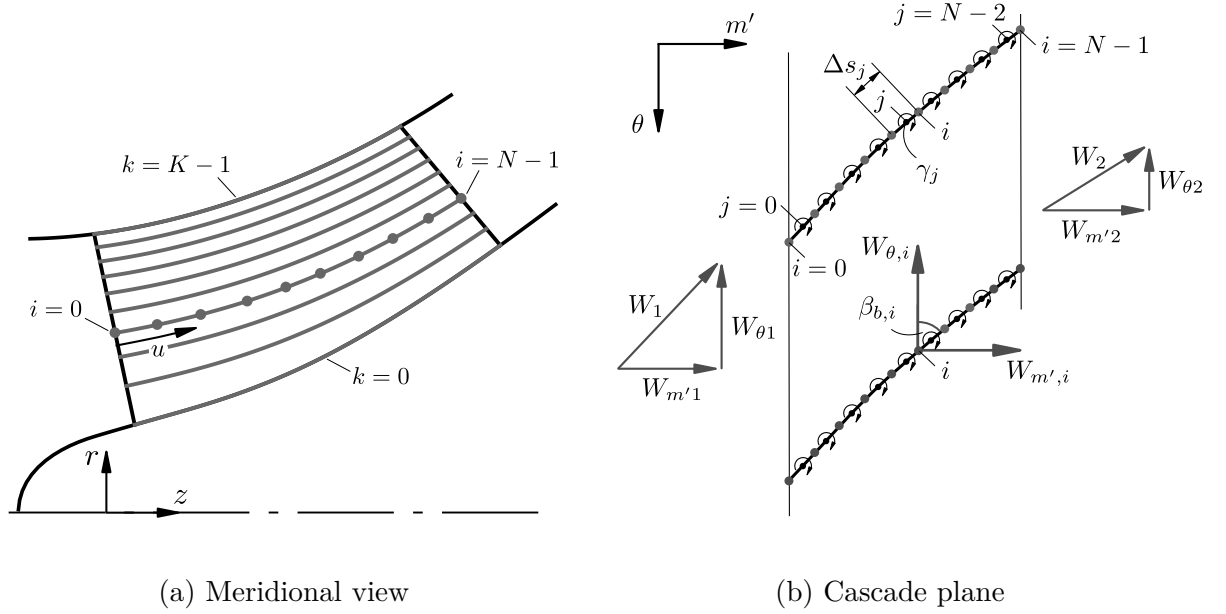 k = K − 1
i = N − 1
i = 0
u
k = 0
r
z
(a) Meridional view
m′
θ
j = N − 2
i = N − 1
Δs_j
j
i
γ_j
j = 0
i = 0
W_1
W_θ1
W_m′1
W_2
W_θ2
W_m′2
W_θ,i
β_b,i
i
W_m′,i
(b) Cascade plane